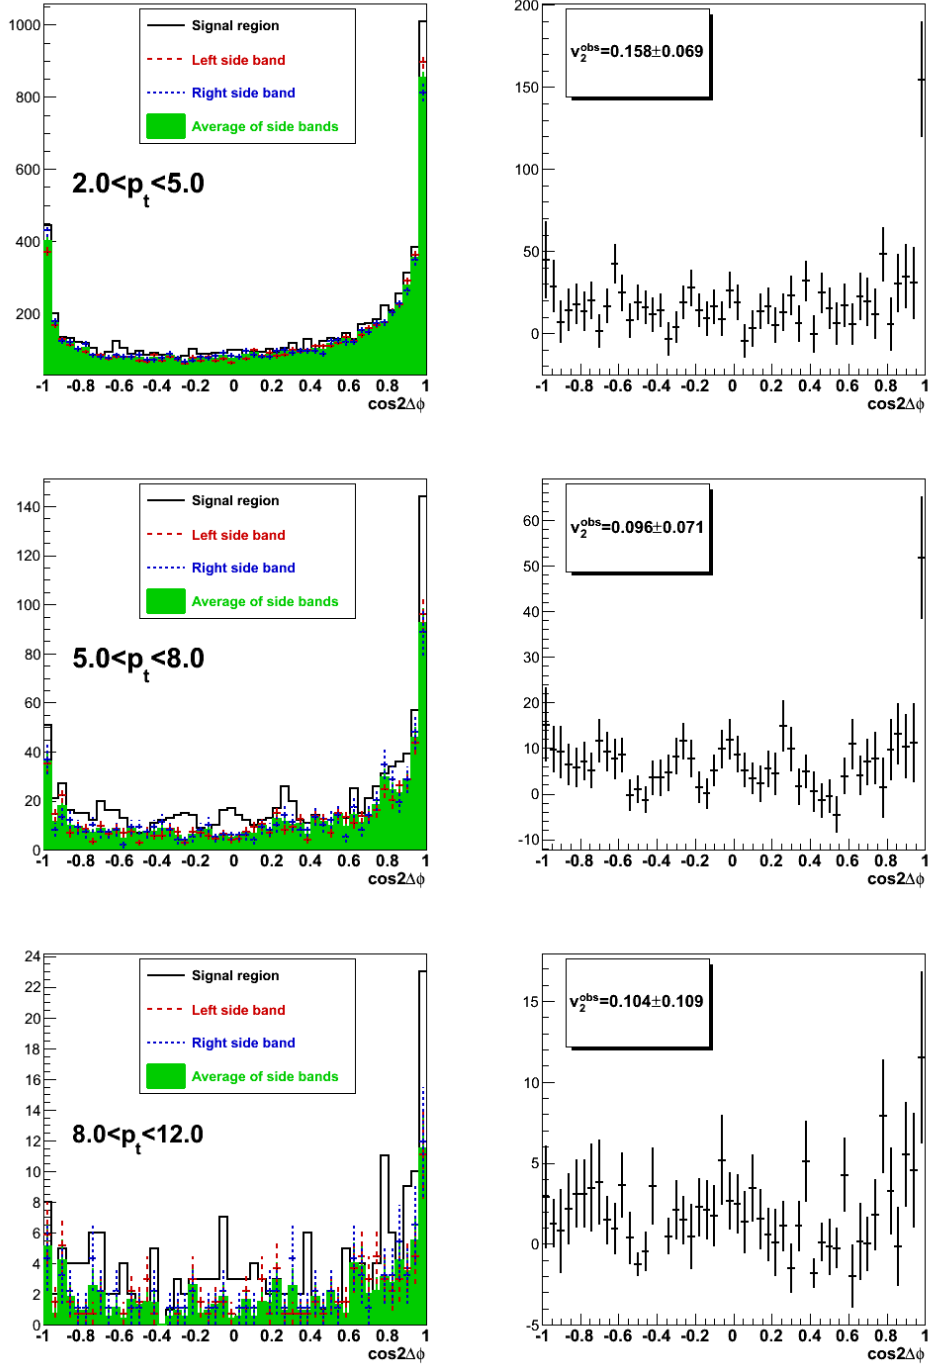 1000
800
600
400
200
Signal region
Left side band
Right side band
Average of side bands
2.0<p_t<5.0
-1 -0.8 -0.6 -0.4 -0.2 0 0.2 0.4 0.6 0.8 1
cos2Δϕ
200
150
100
50
0
v₂ᵒᵇˢ=0.158±0.069
-1 -0.8 -0.6 -0.4 -0.2 0 0.2 0.4 0.6 0.8 1
cos2Δϕ
140
120
100
80
60
40
20
0
Signal region
Left side band
Right side band
Average of side bands
5.0<p_t<8.0
-1 -0.8 -0.6 -0.4 -0.2 0 0.2 0.4 0.6 0.8 1
cos2Δϕ
60
50
40
30
20
10
0
-10
v₂ᵒᵇˢ=0.096±0.071
-1 -0.8 -0.6 -0.4 -0.2 0 0.2 0.4 0.6 0.8 1
cos2Δϕ
24
22
20
18
16
14
12
10
8
6
4
2
0
Signal region
Left side band
Right side band
Average of side bands
8.0<p_t<12.0
-1 -0.8 -0.6 -0.4 -0.2 0 0.2 0.4 0.6 0.8 1
cos2Δϕ
15
10
5
0
-5
v₂ᵒᵇˢ=0.104±0.109
-1 -0.8 -0.6 -0.4 -0.2 0 0.2 0.4 0.6 0.8 1
cos2Δϕ